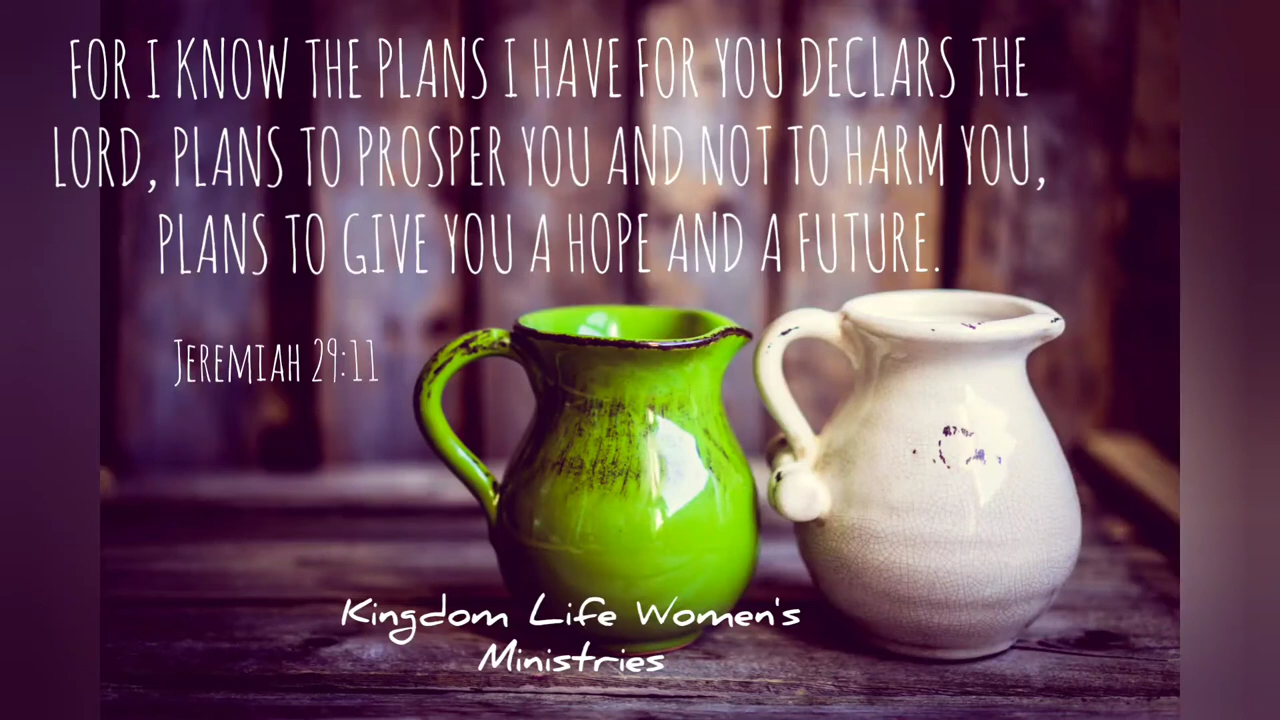 FOR I KNOW THE PLANS I HAVE FOR YOU DECLARS THE
LORD, PLANS TO PROSPER YOU AND NOT TO HARM YOU,
PLANS TO GIVE YOU A HOPE AND A FUTURE.
JEREMIAH 29:11
Kingdom Life Women's
Ministries